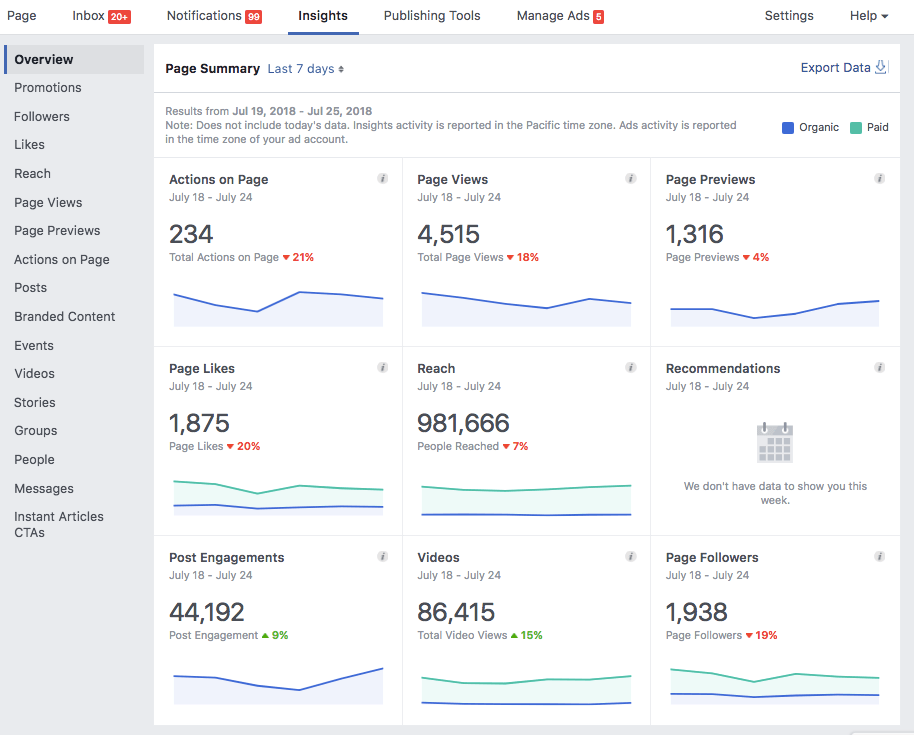 Page Inbox 20+ Notifications 99 Insights Publishing Tools Manage Ads 5 Settings Help
Overview
Promotions
Followers
Likes
Reach
Page Views
Page Previews
Actions on Page
Posts
Branded Content
Events
Videos
Stories
Groups
People
Messages
Instant Articles
CTAs
Page Summary Last 7 days
Export Data
Results from Jul 19, 2018 - Jul 25, 2018
Note: Does not include today's data. Insights activity is reported in the Pacific time zone. Ads activity is reported
in the time zone of your ad account.
Organic Paid
Actions on Page i
July 18 - July 24
234
Total Actions on Page 21%
Page Views i
July 18 - July 24
4,515
Total Page Views 18%
Page Previews i
July 18 - July 24
1,316
Page Previews 4%
Page Likes i
July 18 - July 24
1,875
Page Likes 20%
Reach i
July 18 - July 24
981,666
People Reached 7%
Recommendations i
July 18 - July 24
We don't have data to show you this
week.
Post Engagements i
July 18 - July 24
44,192
Post Engagement 9%
Videos i
July 18 - July 24
86,415
Total Video Views 15%
Page Followers i
July 18 - July 24
1,938
Page Followers 19%